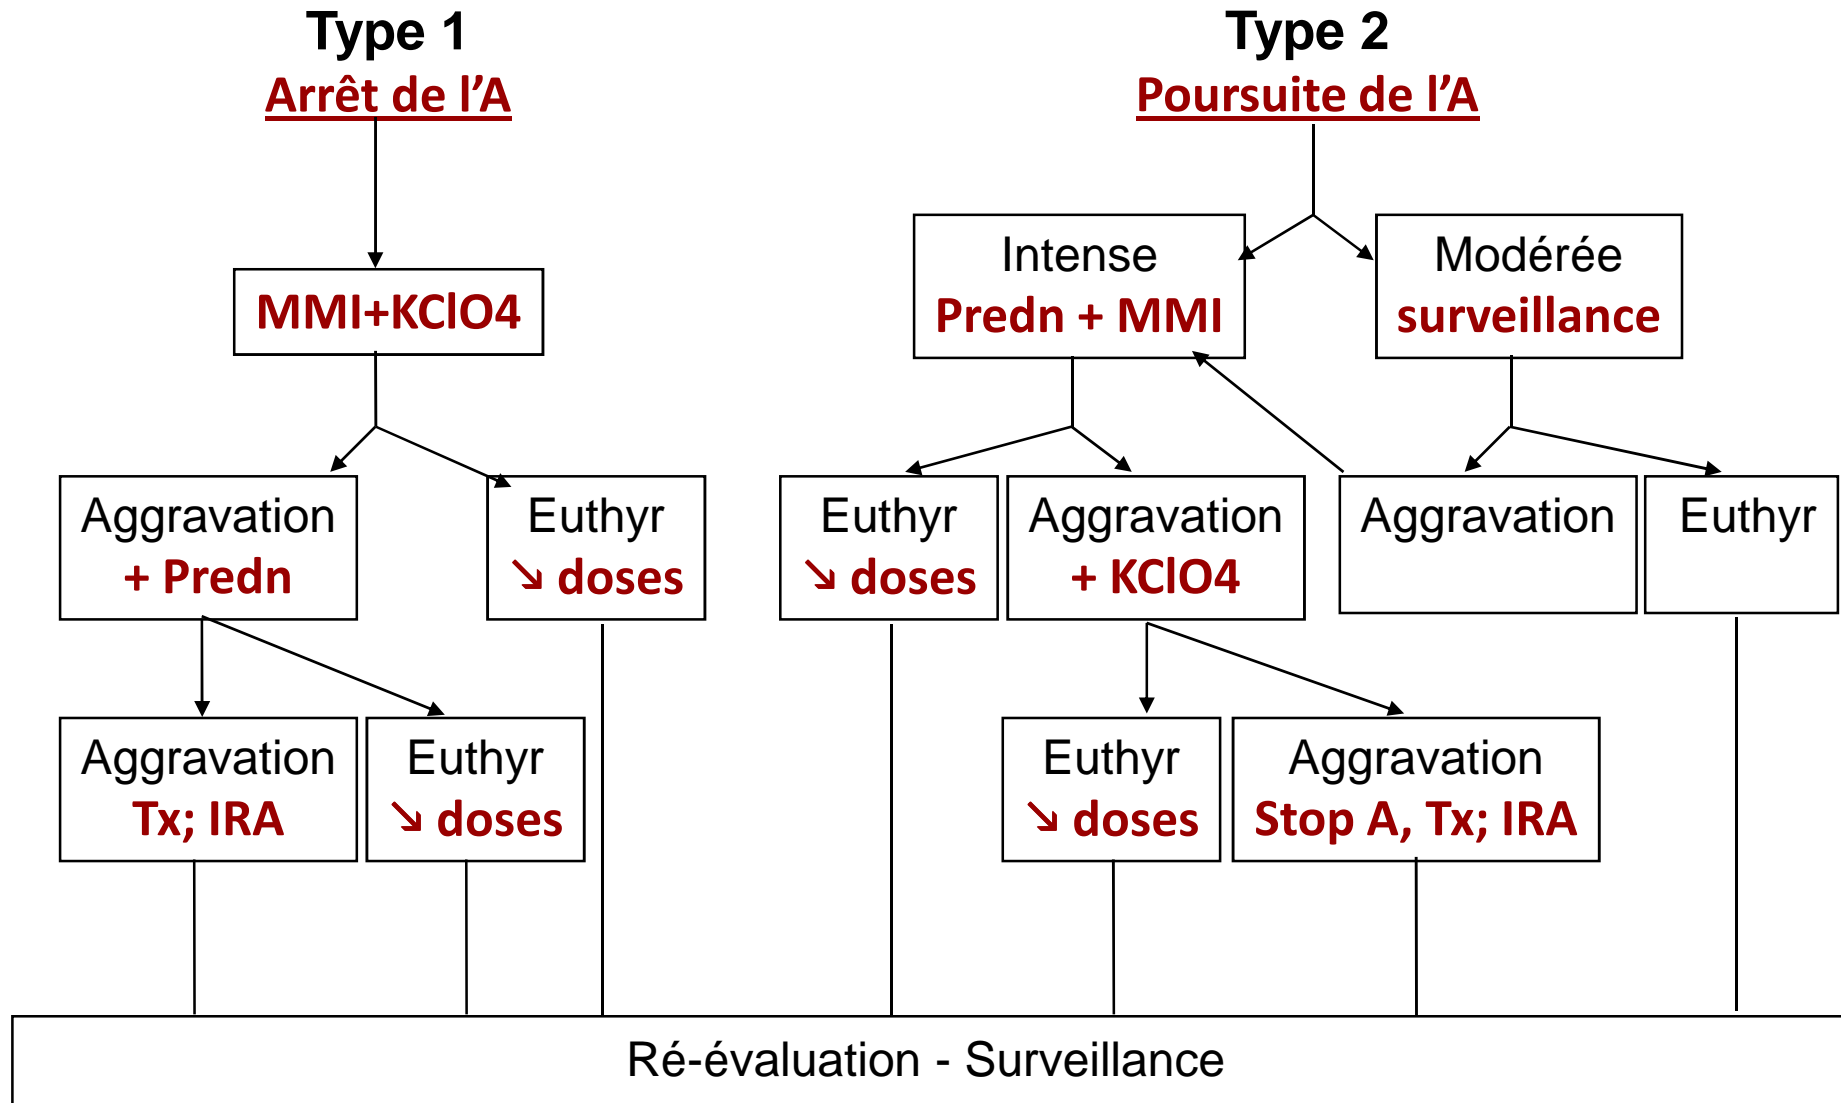 Type 1
Arrêt de l'A
MMI+KClO4
Aggravation
+ Predn
Euthyr
↘ doses
Aggravation
Tx; IRA
Euthyr
↘ doses
Type 2
Poursuite de l'A
Intense
Predn + MMI
Modérée
surveillance
Euthyr
↘ doses
Aggravation
+ KClO4
Aggravation
Euthyr
Euthyr
↘ doses
Aggravation
Stop A, Tx; IRA
Ré-évaluation - Surveillance